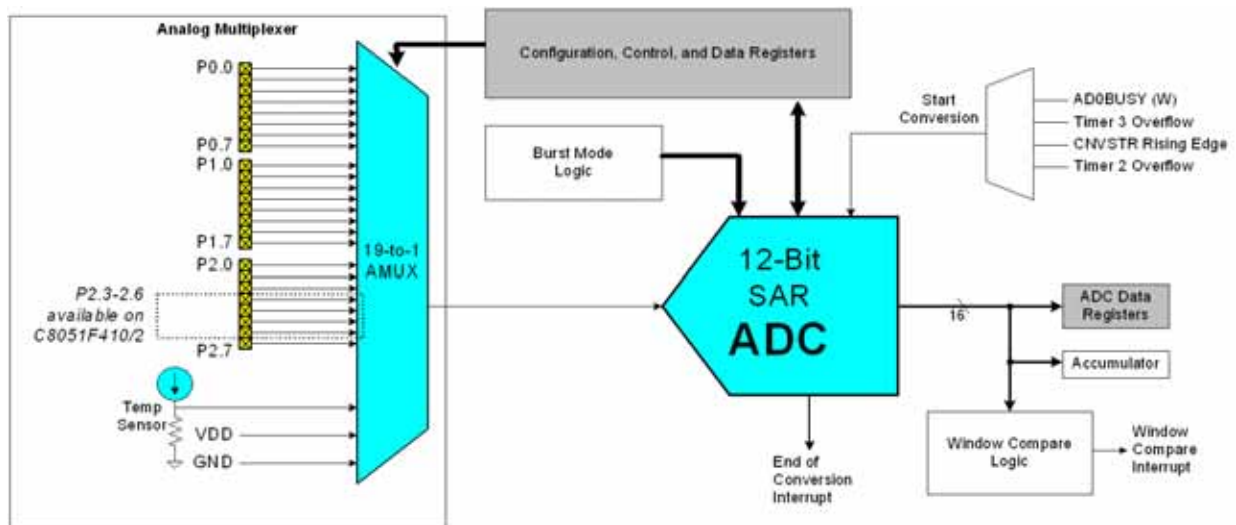 Analog Multiplexer
P0.0
P0.7
P1.0
P1.7
P2.0
P2.3-2.6
available on
C8051F410/2
P2.7
Temp
Sensor
VDD
GND
19-to-1
AMUX
Configuration, Control, and Data Registers
Burst Mode
Logic
Start
Conversion
AD0BUSY (W)
Timer 3 Overflow
CNVSTR Rising Edge
Timer 2 Overflow
12-Bit
SAR
ADC
16
ADC Data
Registers
Accumulator
Window Compare
Logic
Window
Compare
Interrupt
End of
Conversion
Interrupt